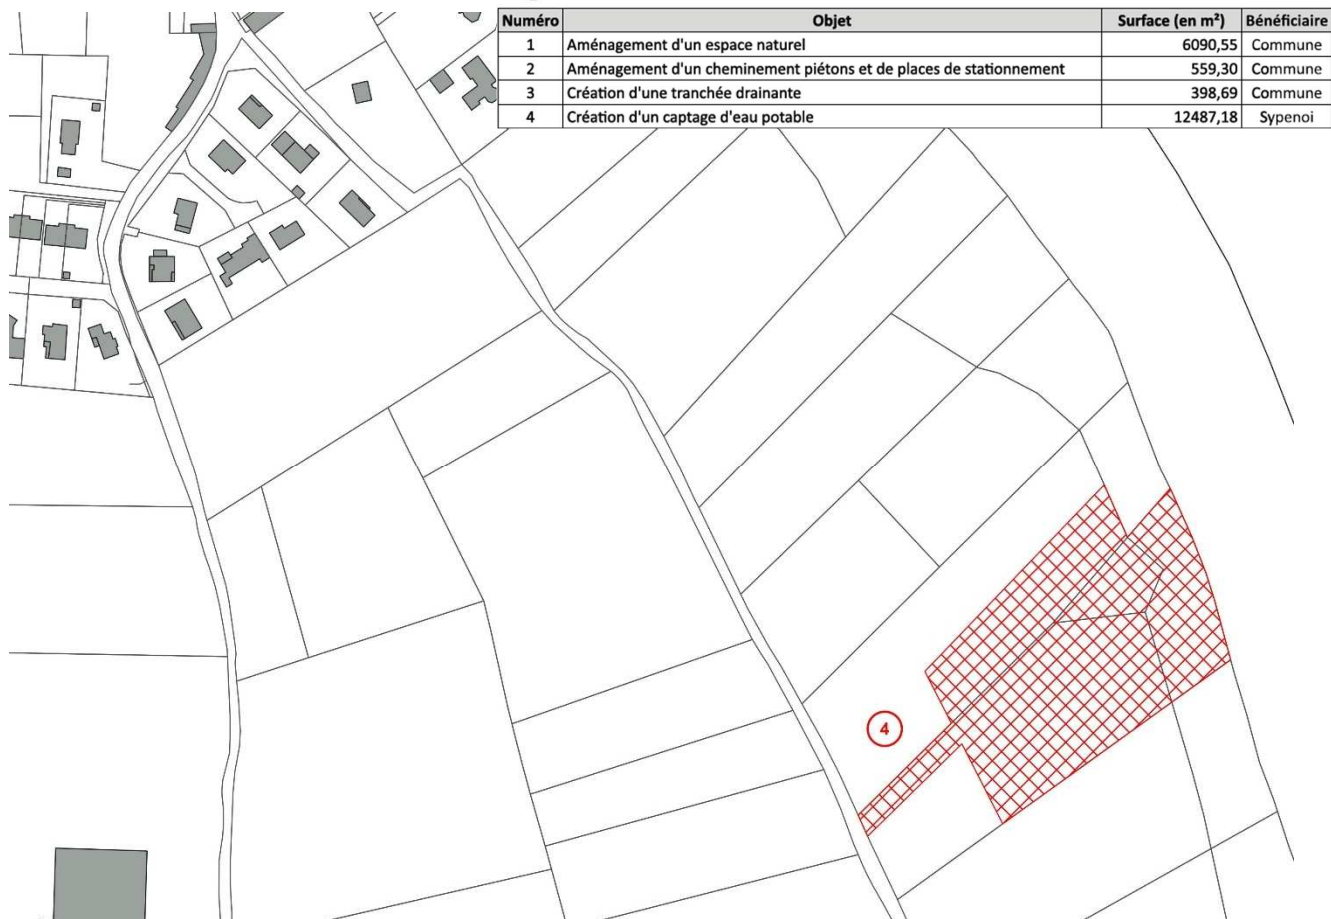 Numéro Objet Surface (en m²) Bénéficiaire
1 Aménagement d'un espace naturel 6090,55 Commune
2 Aménagement d'un cheminement piétons et de places de stationnement 559,30 Commune
3 Création d'une tranchée drainante 398,69 Commune
4 Création d'un captage d'eau potable 12487,18 Sypenoi
4